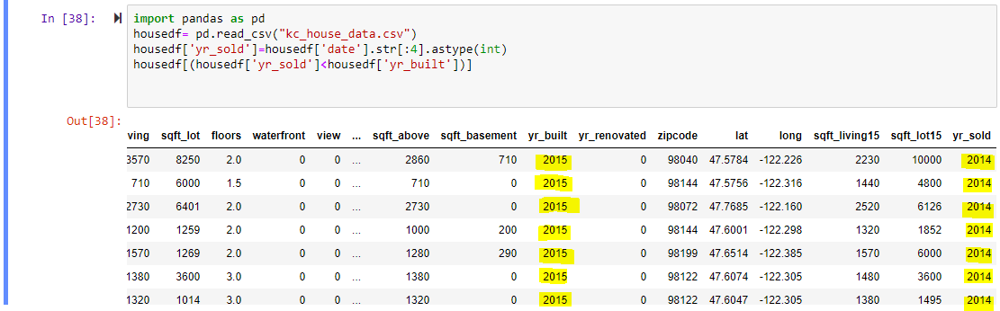 In [38]:
import pandas as pd
housedf= pd.read_csv("kc_house_data.csv")
housedf['yr_sold']=housedf['date'].str[:4].astype(int)
housedf[(housedf['yr_sold']<housedf['yr_built'])]
Out[38]:
ving sqft_lot floors waterfront view ... sqft_above sqft_basement yr_built yr_renovated zipcode lat long sqft_living15 sqft_lot15 yr_sold
3570 8250 2.0 0 0 ... 2860 710 2015 0 98040 47.5784 -122.226 2230 10000 2014
710 6000 1.5 0 0 ... 710 0 2015 0 98144 47.5756 -122.316 1440 4800 2014
2730 6401 2.0 0 0 ... 2730 0 2015 0 98072 47.7685 -122.160 2520 6126 2014
1200 1259 2.0 0 0 ... 1000 200 2015 0 98144 47.6001 -122.298 1320 1852 2014
1570 1269 2.0 0 0 ... 1280 290 2015 0 98199 47.6514 -122.385 1570 6000 2014
1380 3600 3.0 0 0 ... 1380 0 2015 0 98122 47.6074 -122.305 1480 3600 2014
1320 1014 3.0 0 0 ... 1320 0 2015 0 98122 47.6047 -122.305 1380 1495 2014